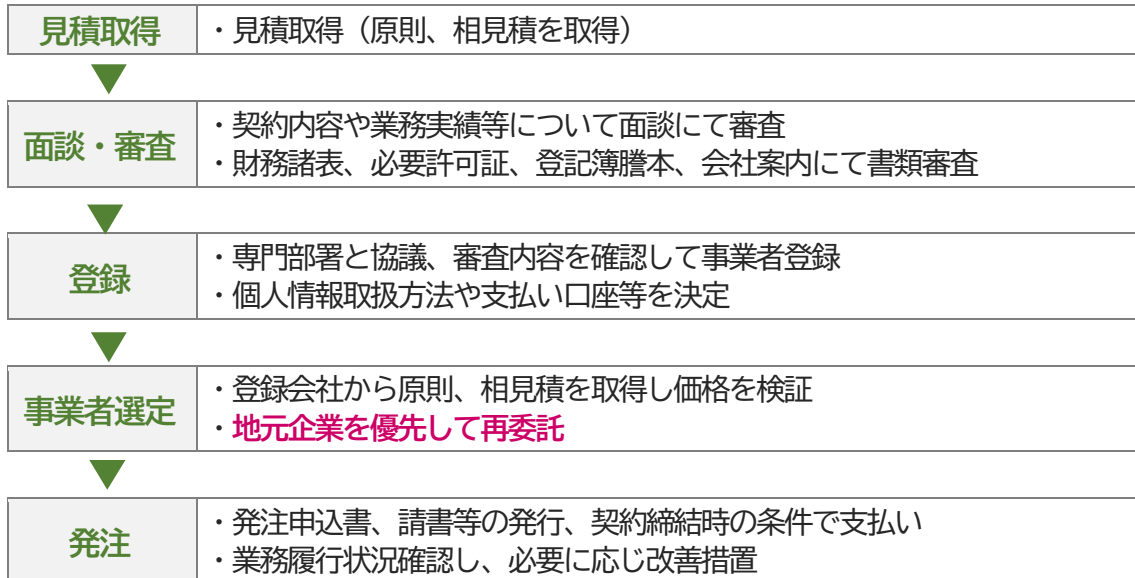 見積取得
・見積取得（原則、相見積を取得）
面談・審査
・契約内容や業務実績等について面談にて審査
・財務諸表、必要許可証、登記簿謄本、会社案内にて書類審査
登録
・専門部署と協議、審査内容を確認して事業者登録
・個人情報取扱方法や支払い口座等を決定
事業者選定
・登録会社から原則、相見積を取得し価格を検証
・地元企業を優先して再委託
発注
・発注申込書、請書等の発行、契約締結時の条件で支払い
・業務履行状況確認し、必要に応じ改善措置